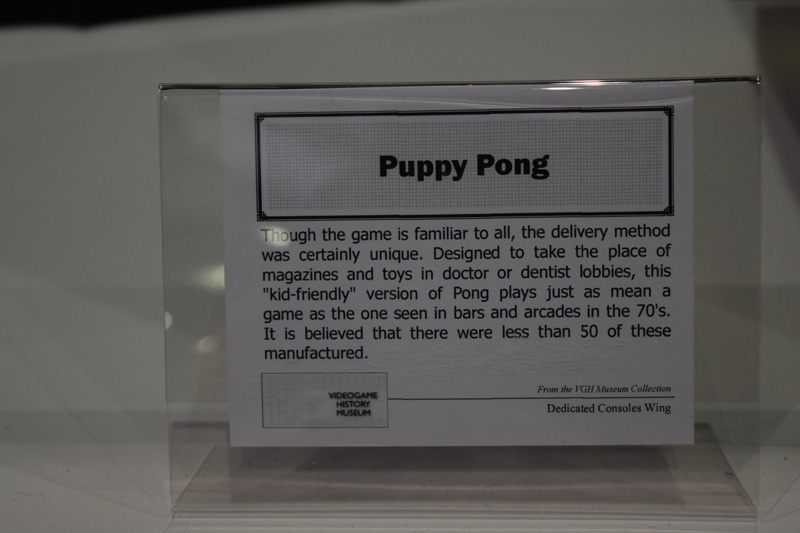 Puppy Pong
Though the game is familiar to all, the delivery method
was certainly unique. Designed to take the place of
magazines and toys in doctor or dentist lobbies, this
"kid-friendly" version of Pong plays just as mean a
game as the one seen in bars and arcades in the 70's.
It is believed that there were less than 50 of these
manufactured.
VIDEOGAME
HISTORY
MUSEUM
From the VGH Museum Collection
Dedicated Consoles Wing